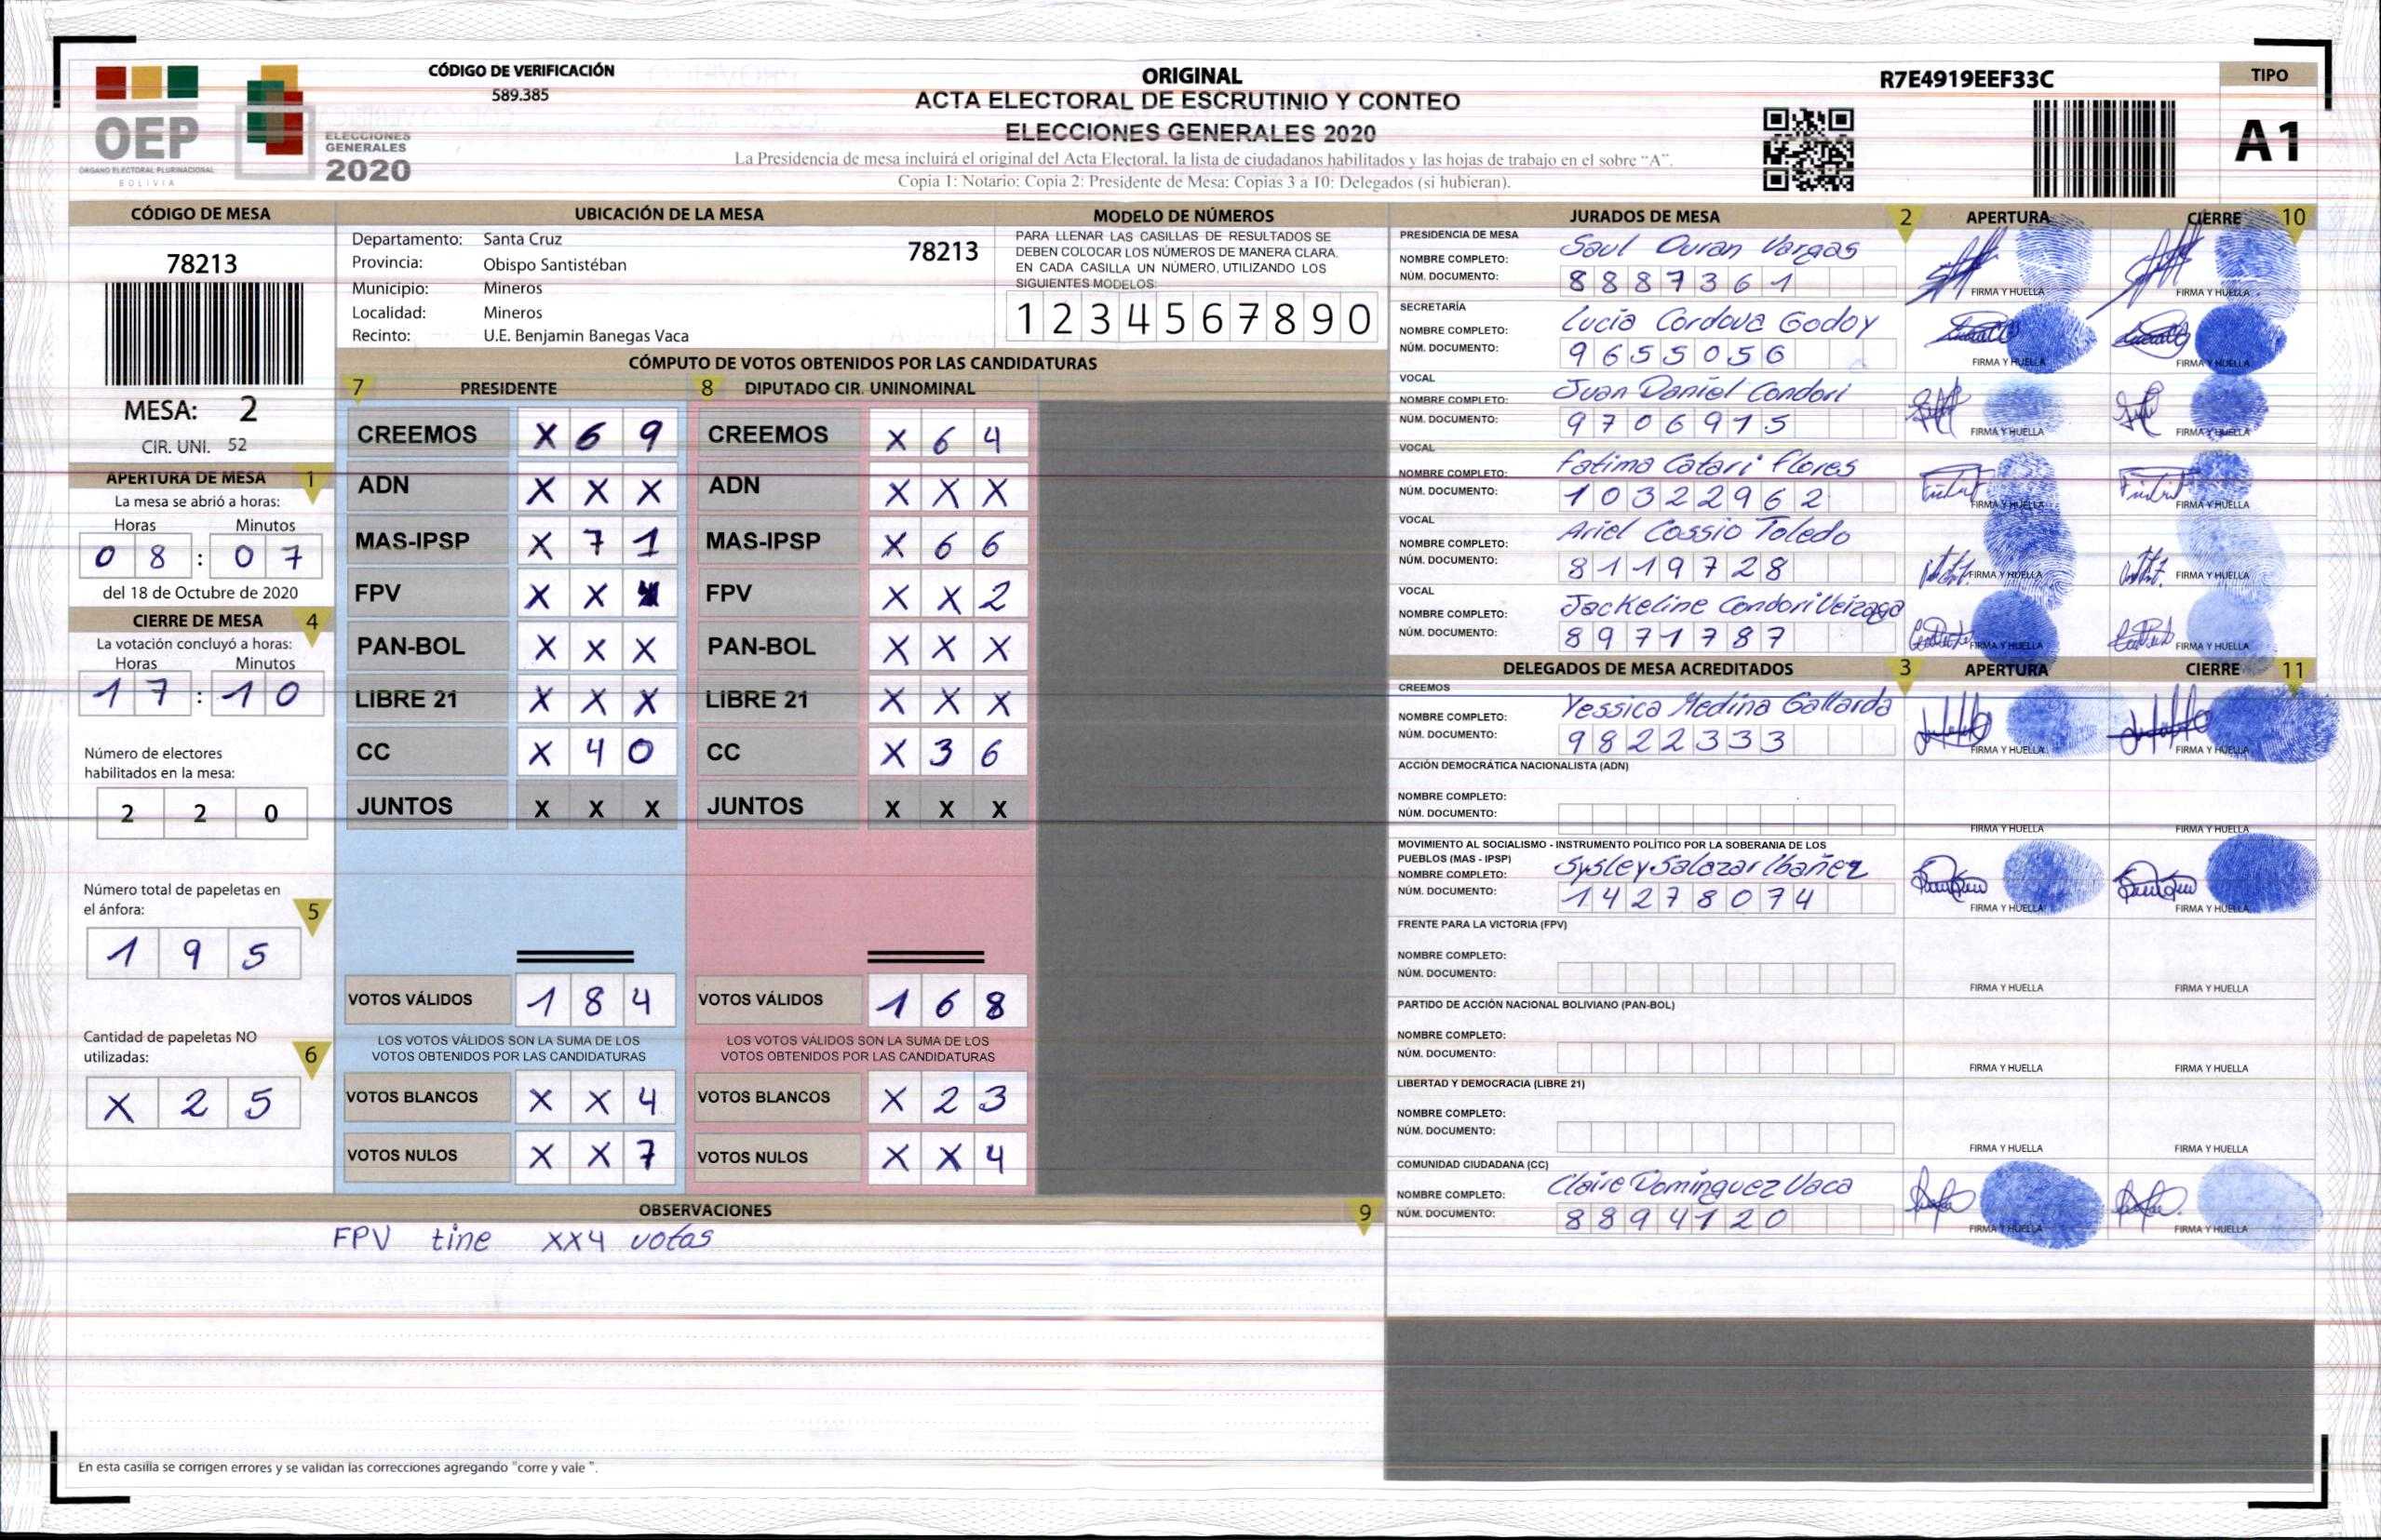 CÓDIGO DE VERIFICACIÓN
589.385
ORIGINAL
ACTA ELECTORAL DE ESCRUTINIO Y CONTEO
ELECCIONES GENERALES 2020
La Presidencia de mesa incluirá el original del Acta Electoral, la lista de ciudadanos habilitados y las hojas de trabajo en el sobre “A”.
Copia 1: Notario: Copia 2: Presidente de Mesa: Copias 3 a 10: Delegados (si hubieran).
R7E4919EEF33C
TIPO
A1
OEP
ÓRGANO ELECTORAL PLURINACIONAL
BOLIVIA
ELECCIONES
GENERALES
2020
CÓDIGO DE MESA
78213
MESA: 2
CIR. UNI. 52
APERTURA DE MESA 1
La mesa se abrió a horas:
Horas Minutos
0 8 : 0 7
del 18 de Octubre de 2020
CIERRE DE MESA 4
La votación concluyó a horas:
Horas Minutos
1 7 : 1 0
Número de electores
habilitados en la mesa:
2 2 0
Número total de papeletas en
el ánfora: 5
1 9 5
Cantidad de papeletas NO
utilizadas: 6
X 2 5
UBICACIÓN DE LA MESA
Departamento: Santa Cruz 78213
Provincia: Obispo Santistéban
Municipio: Mineros
Localidad: Mineros
Recinto: U.E. Benjamin Banegas Vaca
MODELO DE NÚMEROS
PARA LLENAR LAS CASILLAS DE RESULTADOS SE
DEBEN COLOCAR LOS NÚMEROS DE MANERA CLARA.
EN CADA CASILLA UN NÚMERO, UTILIZANDO LOS
SIGUIENTES MODELOS:
1 2 3 4 5 6 7 8 9 0
CÓMPUTO DE VOTOS OBTENIDOS POR LAS CANDIDATURAS
7 PRESIDENTE 8 DIPUTADO CIR. UNINOMINAL
CREEMOS X 6 9 CREEMOS X 6 4
ADN X X X ADN X X X
MAS-IPSP X 7 1 MAS-IPSP X 6 6
FPV X X FPV X X 2
PAN-BOL X X X PAN-BOL X X X
LIBRE 21 X X X LIBRE 21 X X X
CC X 4 0 CC X 3 6
JUNTOS X X X JUNTOS X X X
VOTOS VÁLIDOS 1 8 4 VOTOS VÁLIDOS 1 6 8
LOS VOTOS VÁLIDOS SON LA SUMA DE LOS LOS VOTOS VÁLIDOS SON LA SUMA DE LOS
VOTOS OBTENIDOS POR LAS CANDIDATURAS VOTOS OBTENIDOS POR LAS CANDIDATURAS
VOTOS BLANCOS X X 4 VOTOS BLANCOS X 2 3
VOTOS NULOS X X 7 VOTOS NULOS X X 4
OBSERVACIONES 9
FPV tine XX4 votos
En esta casilla se corrigen errores y se validan las correcciones agregando "corre y vale ".
JURADOS DE MESA 2 APERTURA CIERRE 10
PRESIDENCIA DE MESA
NOMBRE COMPLETO: Saul Duran Vargas
NÚM. DOCUMENTO: 8887361 FIRMA Y HUELLA FIRMA Y HUELLA
SECRETARÍA
NOMBRE COMPLETO: Lucia Cordova Godoy
NÚM. DOCUMENTO: 9655056 FIRMA Y HUELLA FIRMA Y HUELLA
VOCAL
NOMBRE COMPLETO: Juan Daniel Condori
NÚM. DOCUMENTO: 9706915 FIRMA Y HUELLA FIRMA Y HUELLA
VOCAL
NOMBRE COMPLETO: Fatima Catari Flores
NÚM. DOCUMENTO: 10322962 FIRMA Y HUELLA FIRMA Y HUELLA
VOCAL
NOMBRE COMPLETO: Ariel Cossio Toledo
NÚM. DOCUMENTO: 8119728 FIRMA Y HUELLA FIRMA Y HUELLA
VOCAL
NOMBRE COMPLETO: Jackeline Condori Veizaga
NÚM. DOCUMENTO: 8971787 FIRMA Y HUELLA FIRMA Y HUELLA
DELEGADOS DE MESA ACREDITADOS 3 APERTURA CIERRE 11
CREEMOS
NOMBRE COMPLETO: Yessica Medina Gallarda
NÚM. DOCUMENTO: 9822333 FIRMA Y HUELLA FIRMA Y HUELLA
ACCIÓN DEMOCRÁTICA NACIONALISTA (ADN)
NOMBRE COMPLETO:
NÚM. DOCUMENTO: FIRMA Y HUELLA FIRMA Y HUELLA
MOVIMIENTO AL SOCIALISMO - INSTRUMENTO POLÍTICO POR LA SOBERANIA DE LOS
PUEBLOS (MAS - IPSP)
NOMBRE COMPLETO: Sysley Salazar Ibañez
NÚM. DOCUMENTO: 14278074 FIRMA Y HUELLA FIRMA Y HUELLA
FRENTE PARA LA VICTORIA (FPV)
NOMBRE COMPLETO:
NÚM. DOCUMENTO: FIRMA Y HUELLA FIRMA Y HUELLA
PARTIDO DE ACCIÓN NACIONAL BOLIVIANO (PAN-BOL)
NOMBRE COMPLETO:
NÚM. DOCUMENTO: FIRMA Y HUELLA FIRMA Y HUELLA
LIBERTAD Y DEMOCRACIA (LIBRE 21)
NOMBRE COMPLETO:
NÚM. DOCUMENTO: FIRMA Y HUELLA FIRMA Y HUELLA
COMUNIDAD CIUDADANA (CC)
NOMBRE COMPLETO: Claire Dominguez Vaca
NÚM. DOCUMENTO: 8894120 FIRMA Y HUELLA FIRMA Y HUELLA